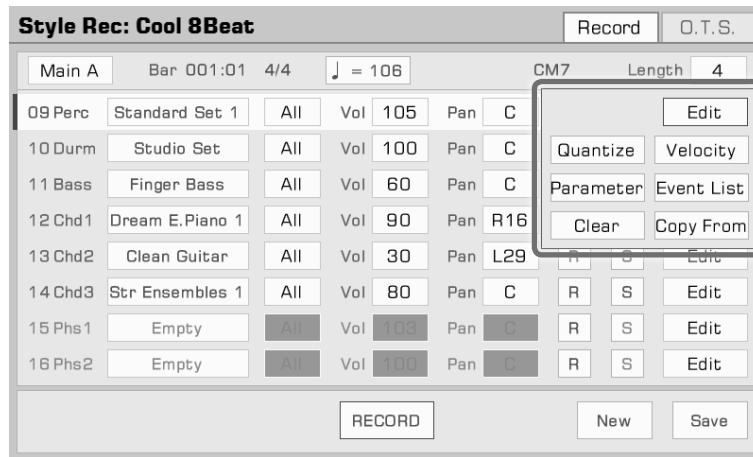 Style Rec: Cool 8Beat Record O.T.S.
Main A Bar 001:01 4/4 ♩ = 106 CM7 Length 4
09 Perc Standard Set 1 All Vol 105 Pan C Edit
10 Durm Studio Set All Vol 100 Pan C Quantize Velocity
11 Bass Finger Bass All Vol 60 Pan C Parameter Event List
12 Chd1 Dream E.Piano 1 All Vol 90 Pan R16 Clear Copy From
13 Chd2 Clean Guitar All Vol 30 Pan L29 R S Edit
14 Chd3 Str Ensembles 1 All Vol 80 Pan C R S Edit
15 Phs1 Empty All Vol 103 Pan C R S Edit
16 Phs2 Empty All Vol 100 Pan C R S Edit
RECORD New Save